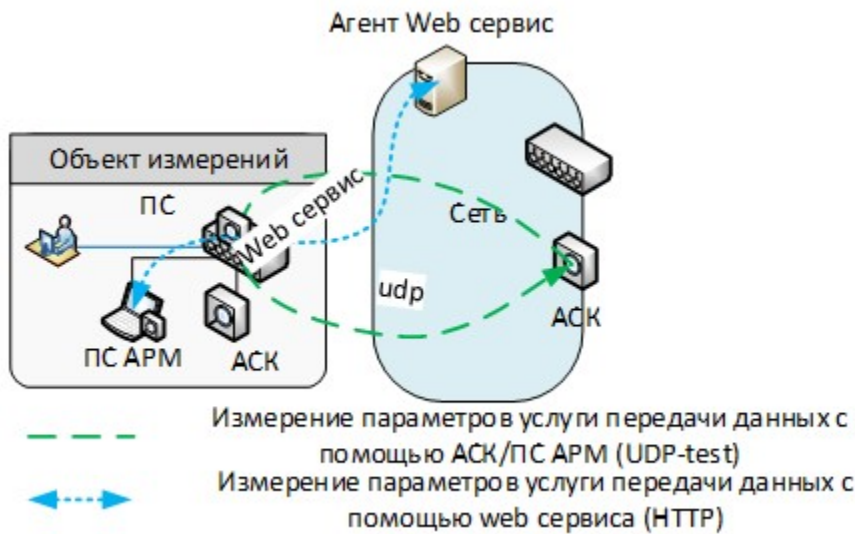 Агент Web сервис
Объект измерений
ПС
Web сервис
Сеть
udp
АСК
ПС АРМ
АСК
Измерение параметров услуги передачи данных с
помощью АСК/ПС АРМ (UDP-test)
Измерение параметров услуги передачи данных с
помощью web сервиса (HTTP)